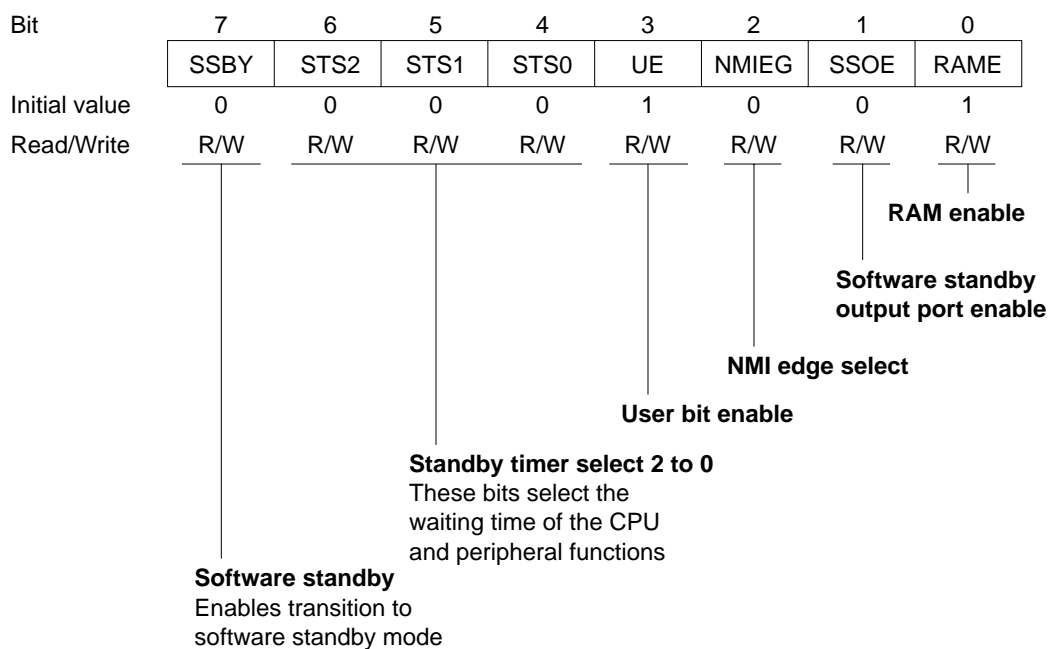 Bit 7 6 5 4 3 2 1 0
SSBY STS2 STS1 STS0 UE NMIEG SSOE RAME
Initial value 0 0 0 0 1 0 0 1
Read/Write R/W R/W R/W R/W R/W R/W R/W R/W
RAM enable
Software standby
output port enable
NMI edge select
User bit enable
Standby timer select 2 to 0
These bits select the
waiting time of the CPU
and peripheral functions
Software standby
Enables transition to
software standby mode